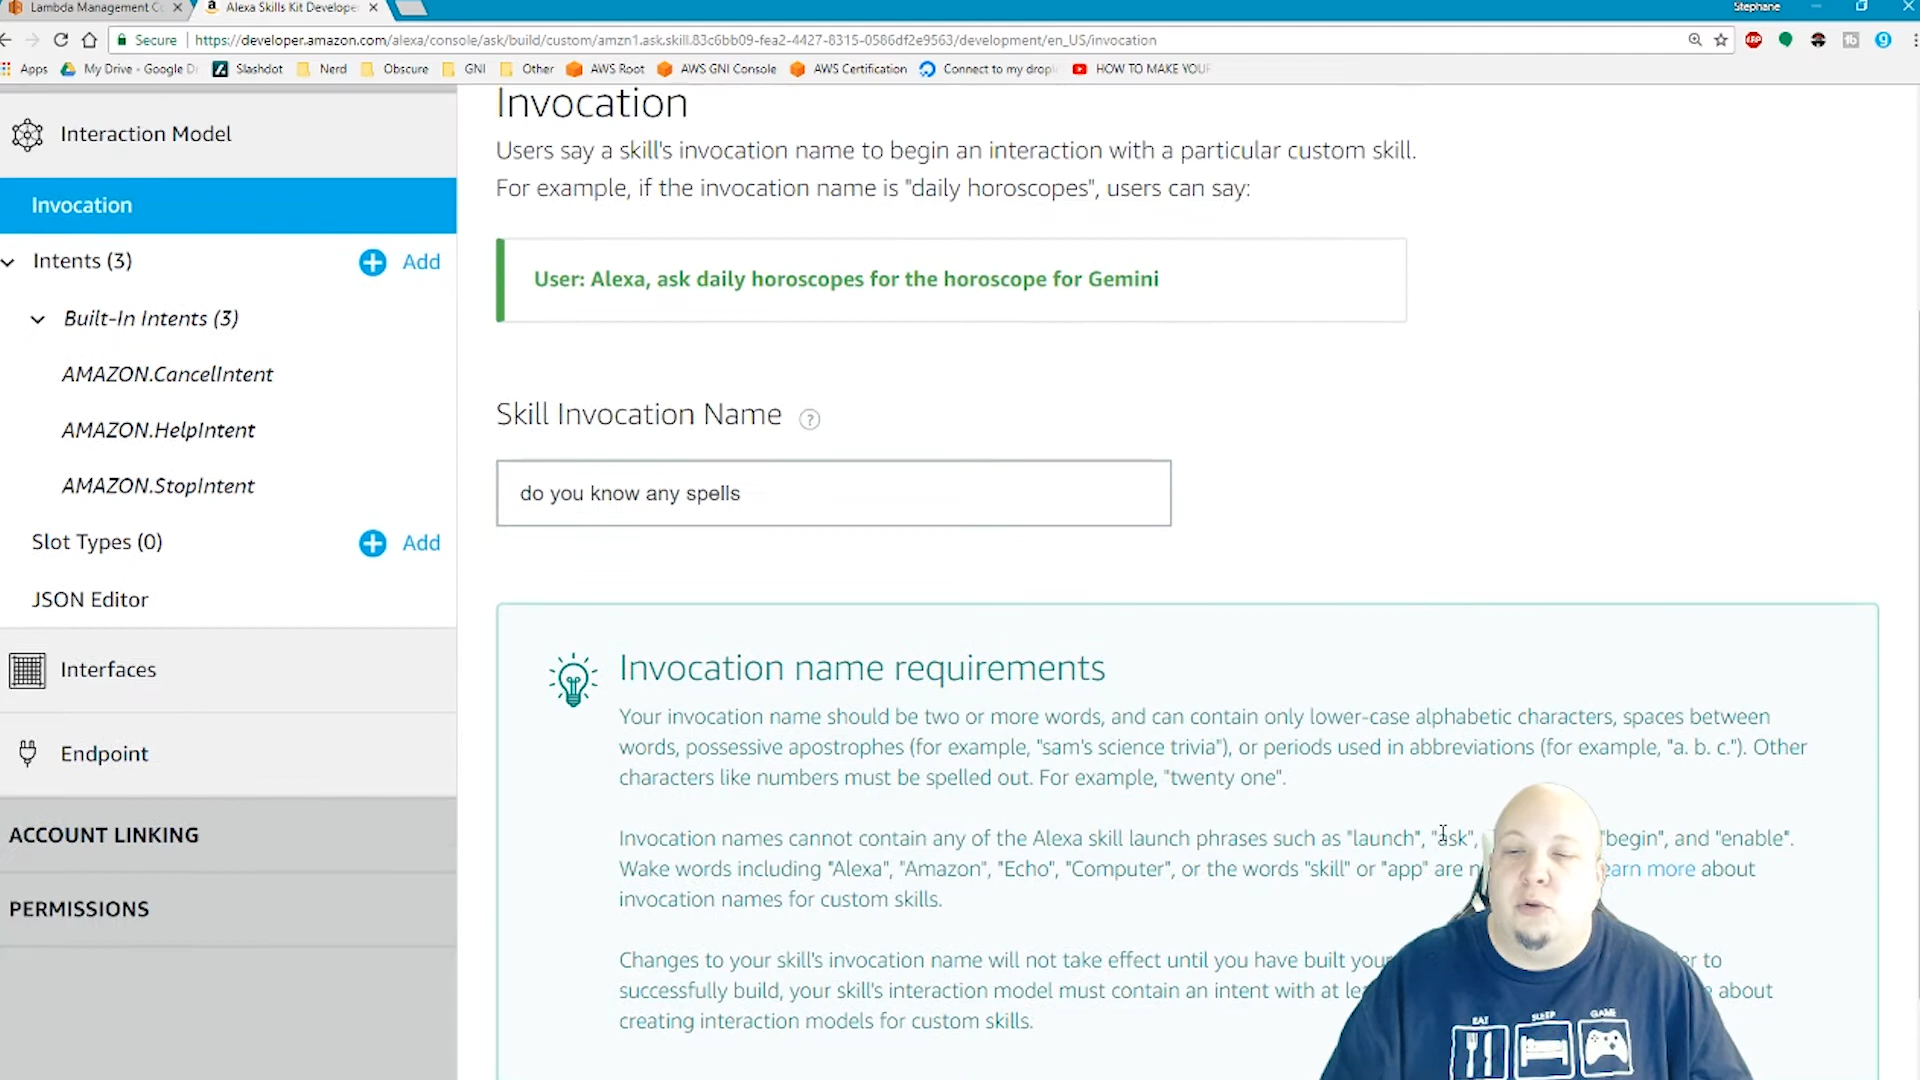 Lambda Management Co
Alexa Skills Kit Developer
Stephane
Secure https://developer.amazon.com/alexa/console/ask/build/custom/amzn1.ask.skill.83c6bb09-fea2-4427-8315-0586df2e9563/development/en_US/invocation
Apps My Drive - Google Dr Slashdot Nerd Obscure GNI Other AWS Root AWS GNI Console AWS Certification Connect to my drople HOW TO MAKE YOUR
Interaction Model
Invocation
Intents (3) Add
Built-In Intents (3)
AMAZON.CancelIntent
AMAZON.HelpIntent
AMAZON.StopIntent
Slot Types (0) Add
JSON Editor
Interfaces
Endpoint
ACCOUNT LINKING
PERMISSIONS
Invocation
Users say a skill's invocation name to begin an interaction with a particular custom skill.
For example, if the invocation name is "daily horoscopes", users can say:
User: Alexa, ask daily horoscopes for the horoscope for Gemini
Skill Invocation Name ?
do you know any spells
Invocation name requirements
Your invocation name should be two or more words, and can contain only lower-case alphabetic characters, spaces between
words, possessive apostrophes (for example, "sam's science trivia"), or periods used in abbreviations (for example, "a. b. c."). Other
characters like numbers must be spelled out. For example, "twenty one".
Invocation names cannot contain any of the Alexa skill launch phrases such as "launch", "ask", "begin", and "enable".
Wake words including "Alexa", "Amazon", "Echo", "Computer", or the words "skill" or "app" are earn more about
invocation names for custom skills.
Changes to your skill's invocation name will not take effect until you have built your to
successfully build, your skill's interaction model must contain an intent with at about
creating interaction models for custom skills.
EAT SLEEP GAME